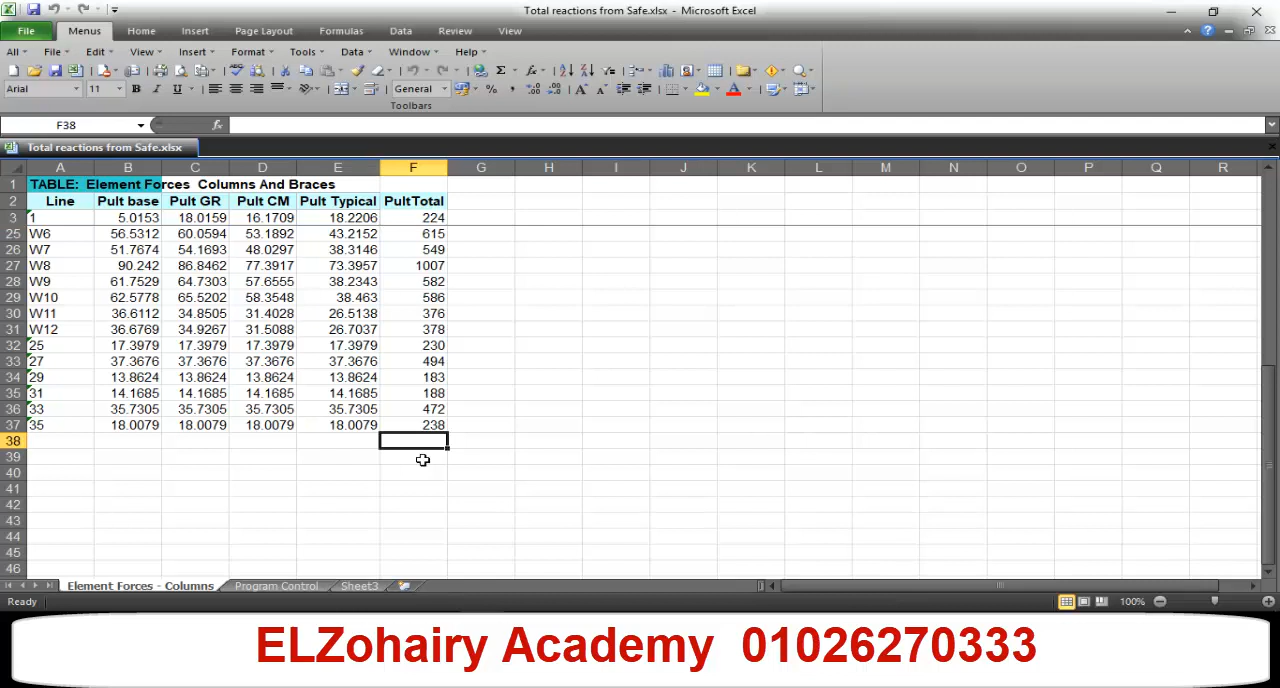 Total reactions from Safe.xlsx - Microsoft Excel
File Menus Home Insert Page Layout Formulas Data Review View
All File Edit View Insert Format Tools Data Window Help
Arial 11 B I U General
Toolbars
F38 fx
Total reactions from Safe.xlsx
A B C D E F G H I J K L M N O P Q R
1 TABLE: Element Forces Columns And Braces
2 Line Pult base Pult GR Pult CM Pult Typical PultTotal
3 1 5.0153 18.0159 16.1709 18.2206 224
25 W6 56.5312 60.0594 53.1892 43.2152 615
26 W7 51.7674 54.1693 48.0297 38.3146 549
27 W8 90.242 86.8462 77.3917 73.3957 1007
28 W9 61.7529 64.7303 57.6555 38.2343 582
29 W10 62.5778 65.5202 58.3548 38.463 586
30 W11 36.6112 34.8505 31.4028 26.5138 376
31 W12 36.6769 34.9267 31.5088 26.7037 378
32 25 17.3979 17.3979 17.3979 17.3979 230
33 27 37.3676 37.3676 37.3676 37.3676 494
34 29 13.8624 13.8624 13.8624 13.8624 183
35 31 14.1685 14.1685 14.1685 14.1685 188
36 33 35.7305 35.7305 35.7305 35.7305 472
37 35 18.0079 18.0079 18.0079 18.0079 238
38
39
40
41
42
43
44
45
46
Element Forces - Columns Program Control Sheet3
Ready 100%
ELZohairy Academy 01026270333